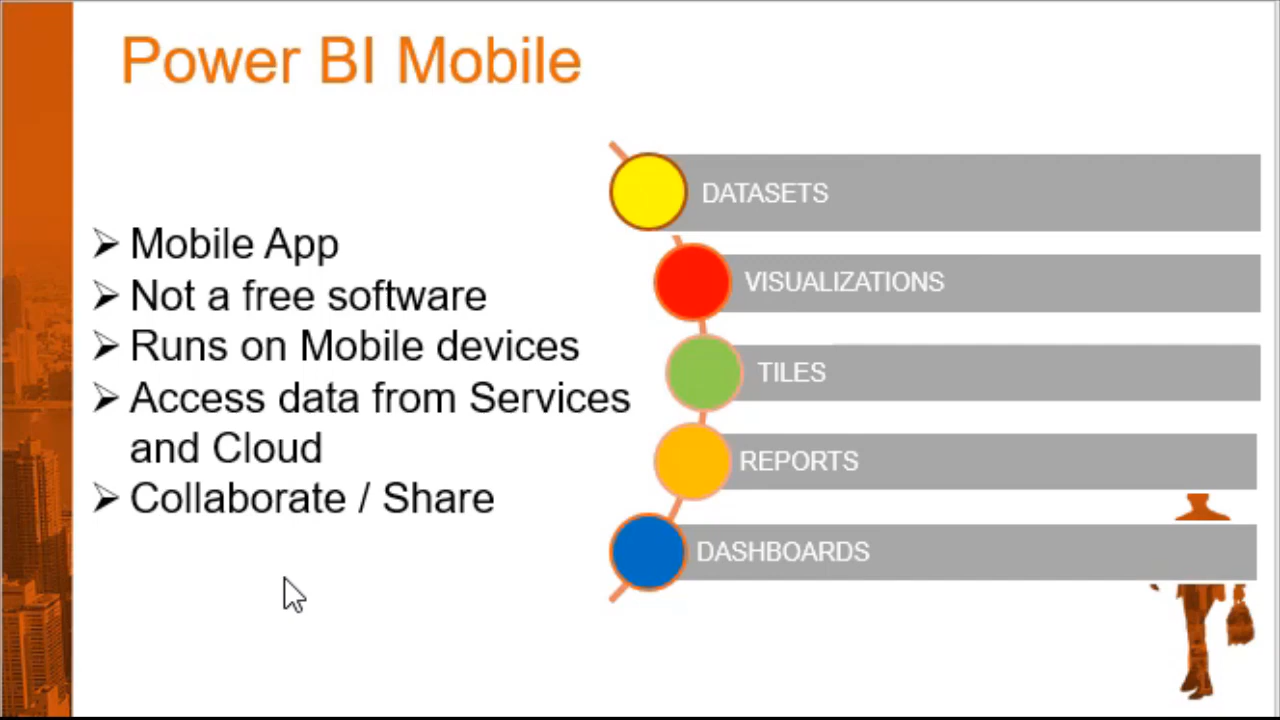 Power BI Mobile
➢ Mobile App
➢ Not a free software
➢ Runs on Mobile devices
➢ Access data from Services
and Cloud
➢ Collaborate / Share
DATASETS
VISUALIZATIONS
TILES
REPORTS
DASHBOARDS